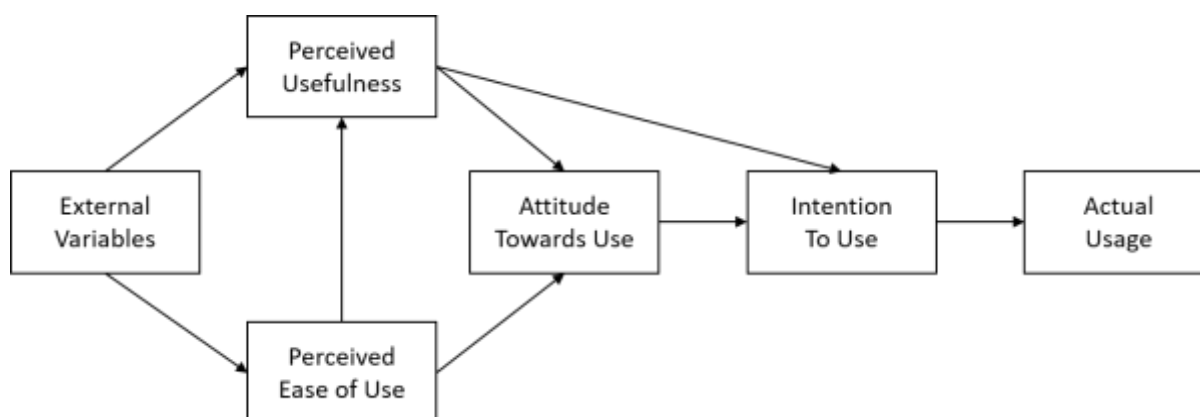 Perceived
Usefulness
External
Variables
Attitude
Towards Use
Intention
To Use
Actual
Usage
Perceived
Ease of Use